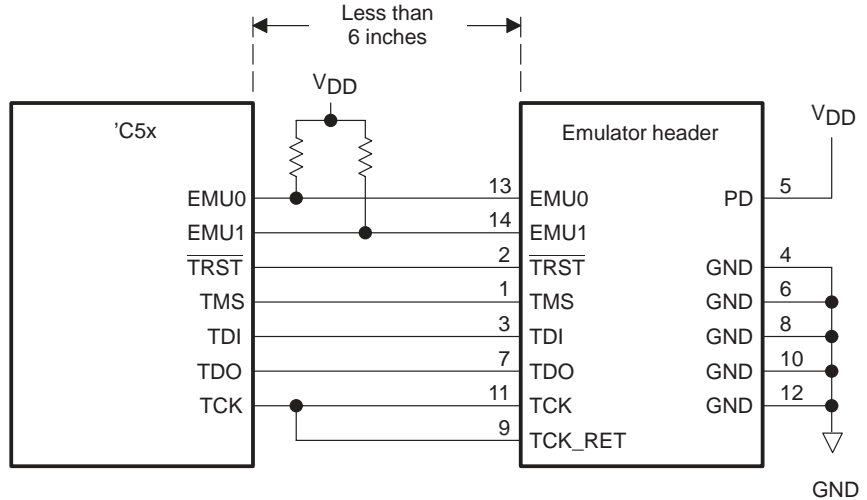 Less than
6 inches
VDD
'C5x
Emulator header
VDD
EMU0 13 EMU0 PD 5
EMU1 14 EMU1
TRST 2 TRST GND 4
TMS 1 TMS GND 6
TDI 3 TDI GND 8
TDO 7 TDO GND 10
TCK 11 TCK GND 12
9 TCK_RET
GND